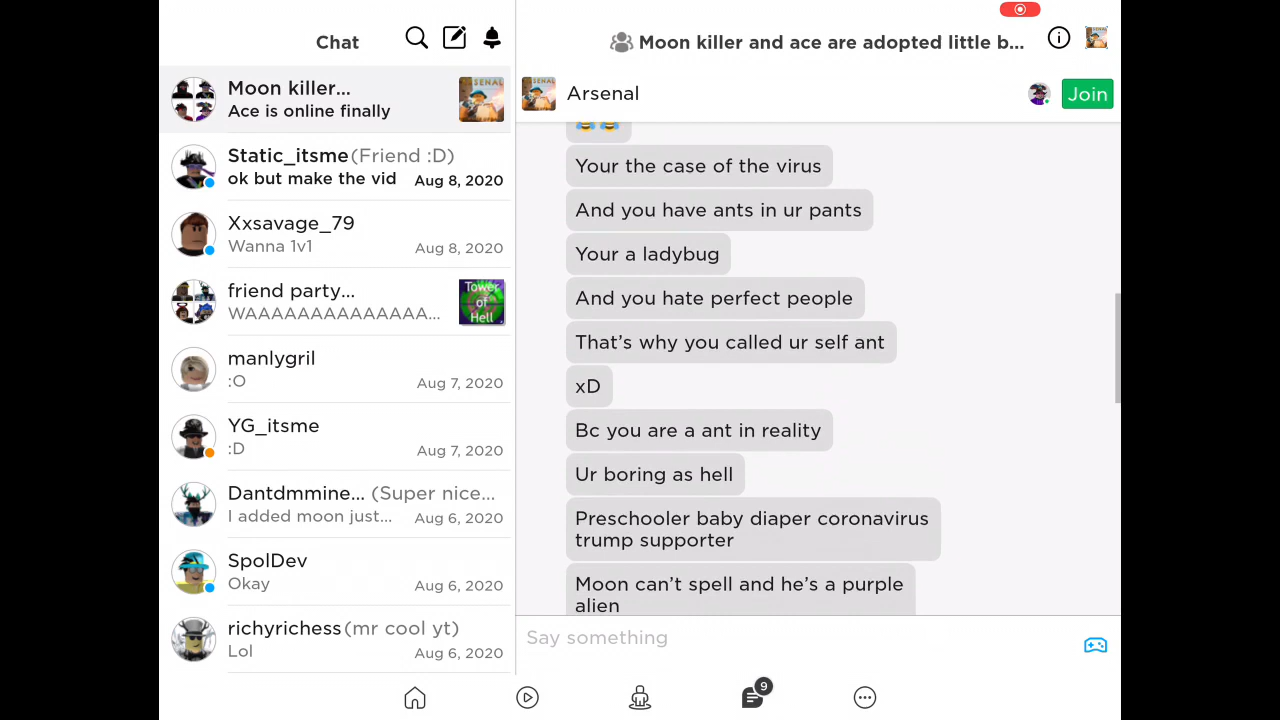 Chat
Moon killer...
Ace is online finally
Static_itsme(Friend :D)
ok but make the vid Aug 8, 2020
Xxsavage_79
Wanna 1v1 Aug 8, 2020
friend party...
WAAAAAAAAAAAAAA...
Tower
of
Hell
manlygril
:O Aug 7, 2020
YG_itsme
:D Aug 7, 2020
Dantdmmine... (Super nice...
I added moon just... Aug 6, 2020
SpolDev
Okay Aug 6, 2020
richyrichess(mr cool yt)
Lol Aug 6, 2020
Moon killer and ace are adopted little b...
Arsenal
Join
Your the case of the virus
And you have ants in ur pants
Your a ladybug
And you hate perfect people
That’s why you called ur self ant
xD
Bc you are a ant in reality
Ur boring as hell
Preschooler baby diaper coronavirus
trump supporter
Moon can’t spell and he’s a purple
alien
Say something
9